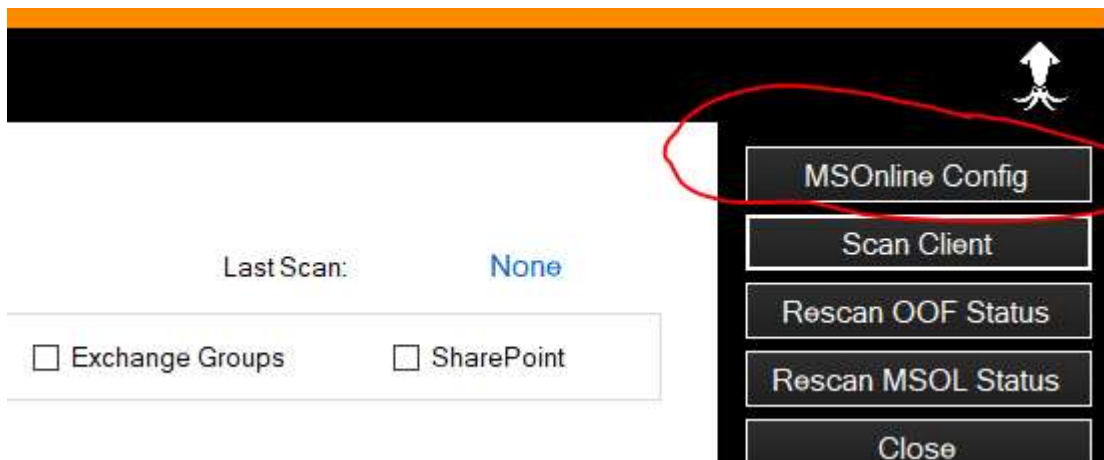 MSOnline Config
Scan Client
Last Scan: None
Rescan OOF Status
Exchange Groups SharePoint
Rescan MSOL Status
Close